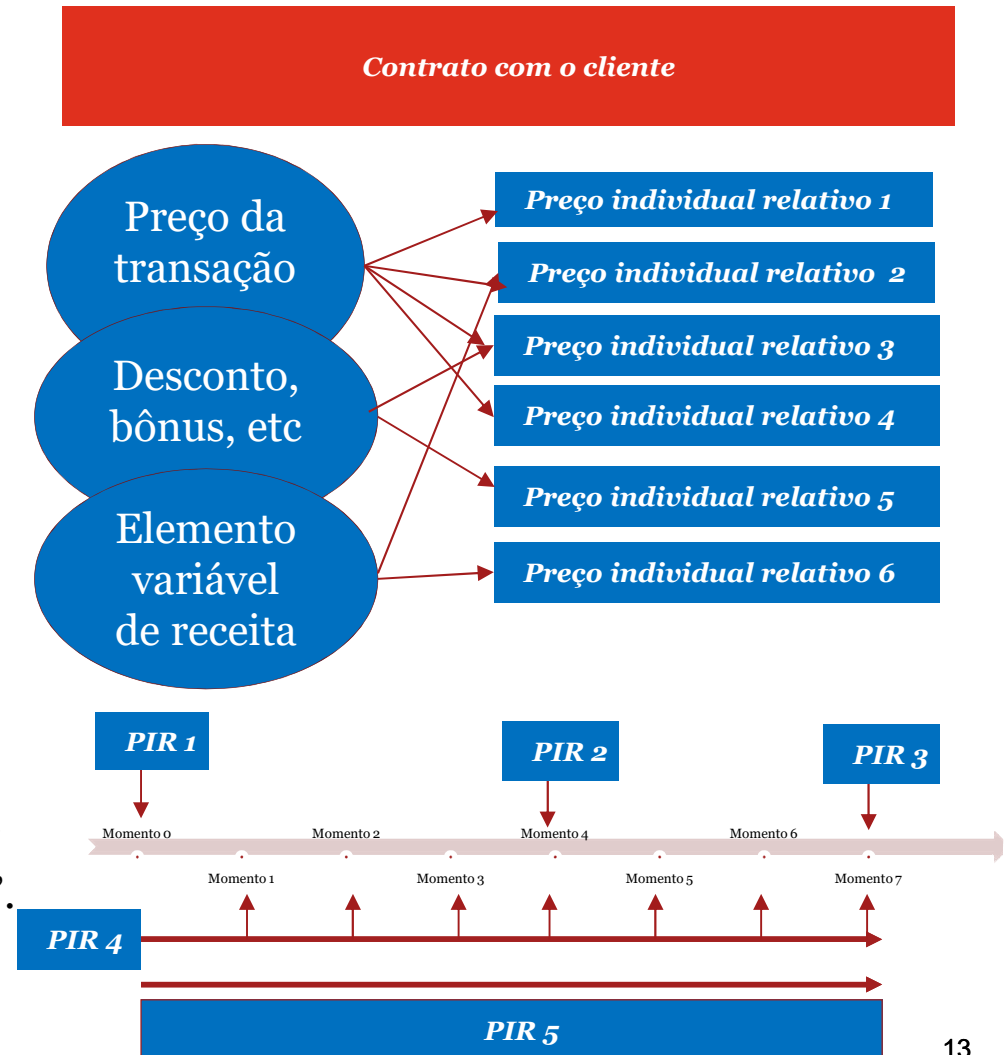 Contrato com o cliente
Preço da
transação
Desconto,
bônus, etc
Elemento
variável
de receita
Preço individual relativo 1
Preço individual relativo 2
Preço individual relativo 3
Preço individual relativo 4
Preço individual relativo 5
Preço individual relativo 6
PIR 1
PIR 2
PIR 3
Momento 0
Momento 2
Momento 4
Momento 6
Momento 1
Momento 3
Momento 5
Momento 7
PIR 4
PIR 5
13